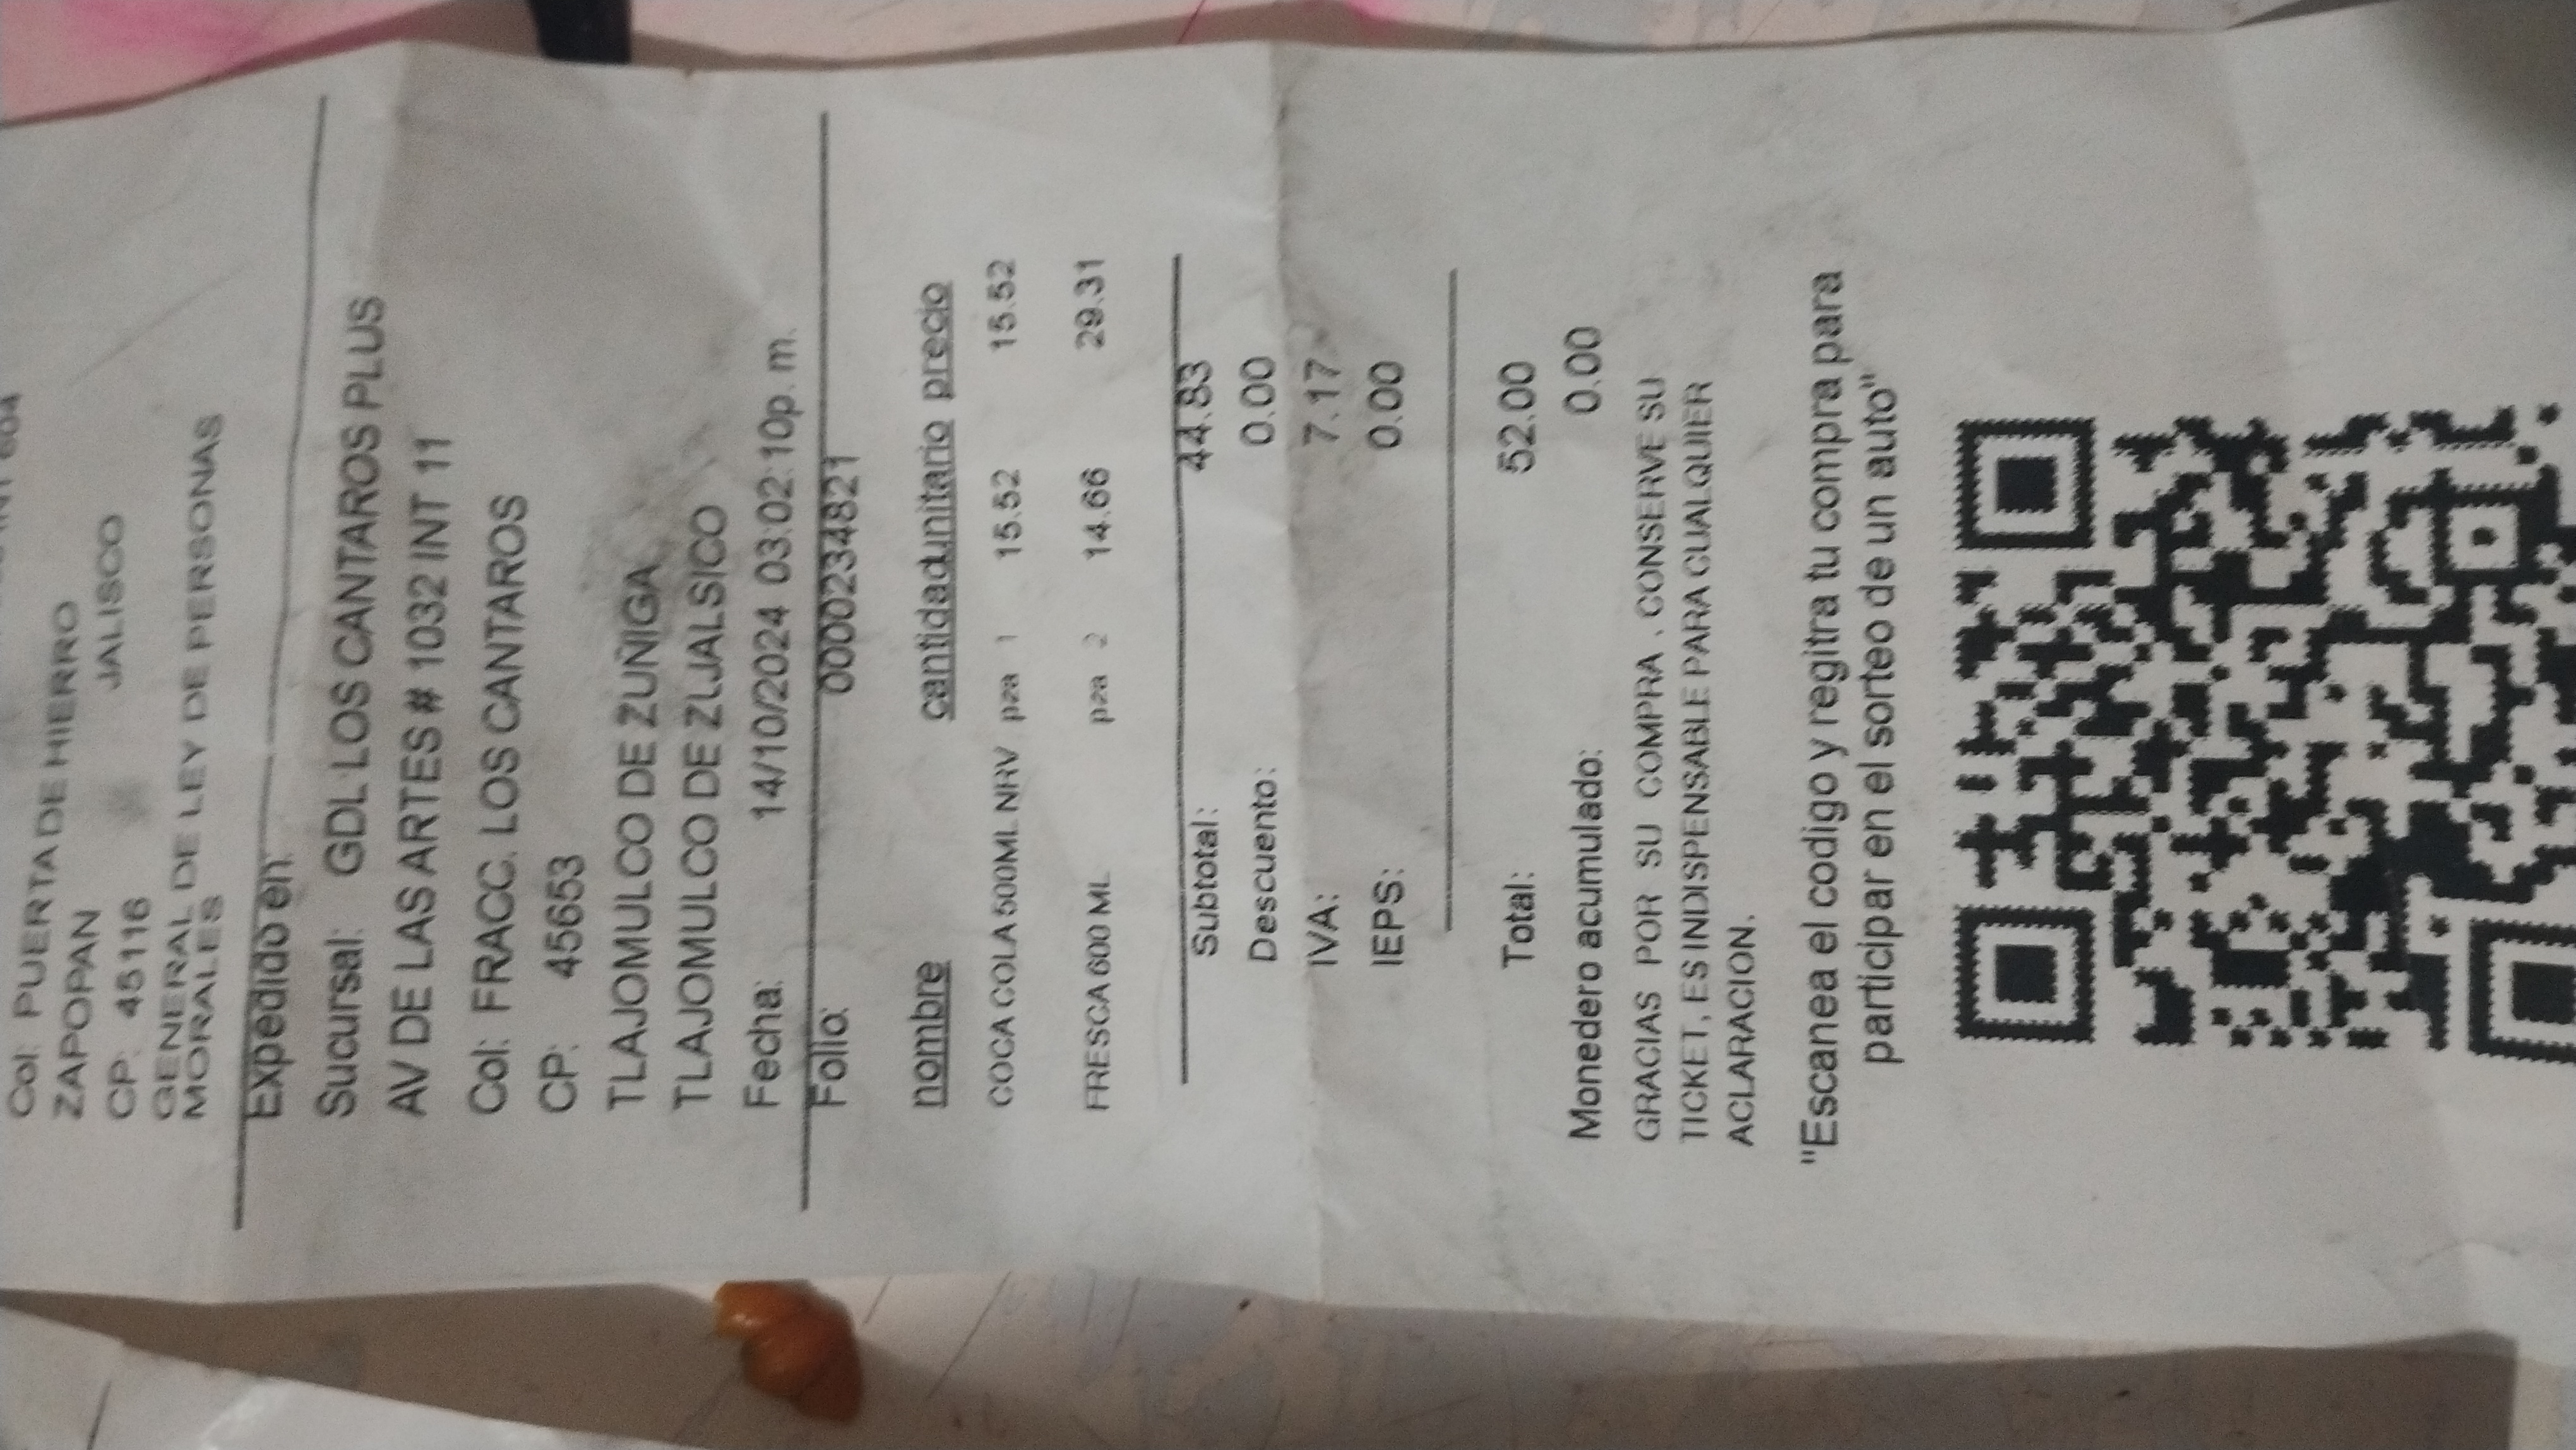 Col: PUERTA DE HIERRO
ZAPOPAN JALISCO
CP: 45116
GENERAL DE LEY DE PERSONAS
MORALES
Expedido en:
Sucursal: GDL LOS CANTAROS PLUS
AV DE LAS ARTES # 1032 INT 11
Col: FRACC. LOS CANTAROS
CP: 45653
TLAJOMULCO DE ZUÑIGA
TLAJOMULCO DE ZIJALSICO
Fecha: 14/10/2024 03:02:10p. m.
Folio: 0000234821
nombre cantidadunitario precio
COCA COLA 500ML NRV pza 1 15.52 15.52
FRESCA 600 ML pza 2 14.66 29.31
Subtotal: 44.83
Descuento: 0.00
IVA: 7.17
IEPS: 0.00
Total: 52.00
Monedero acumulado: 0.00
GRACIAS POR SU COMPRA . CONSERVE SU
TICKET, ES INDISPENSABLE PARA CUALQUIER
ACLARACION.
"Escanea el codigo y regitra tu compra para
participar en el sorteo de un auto"